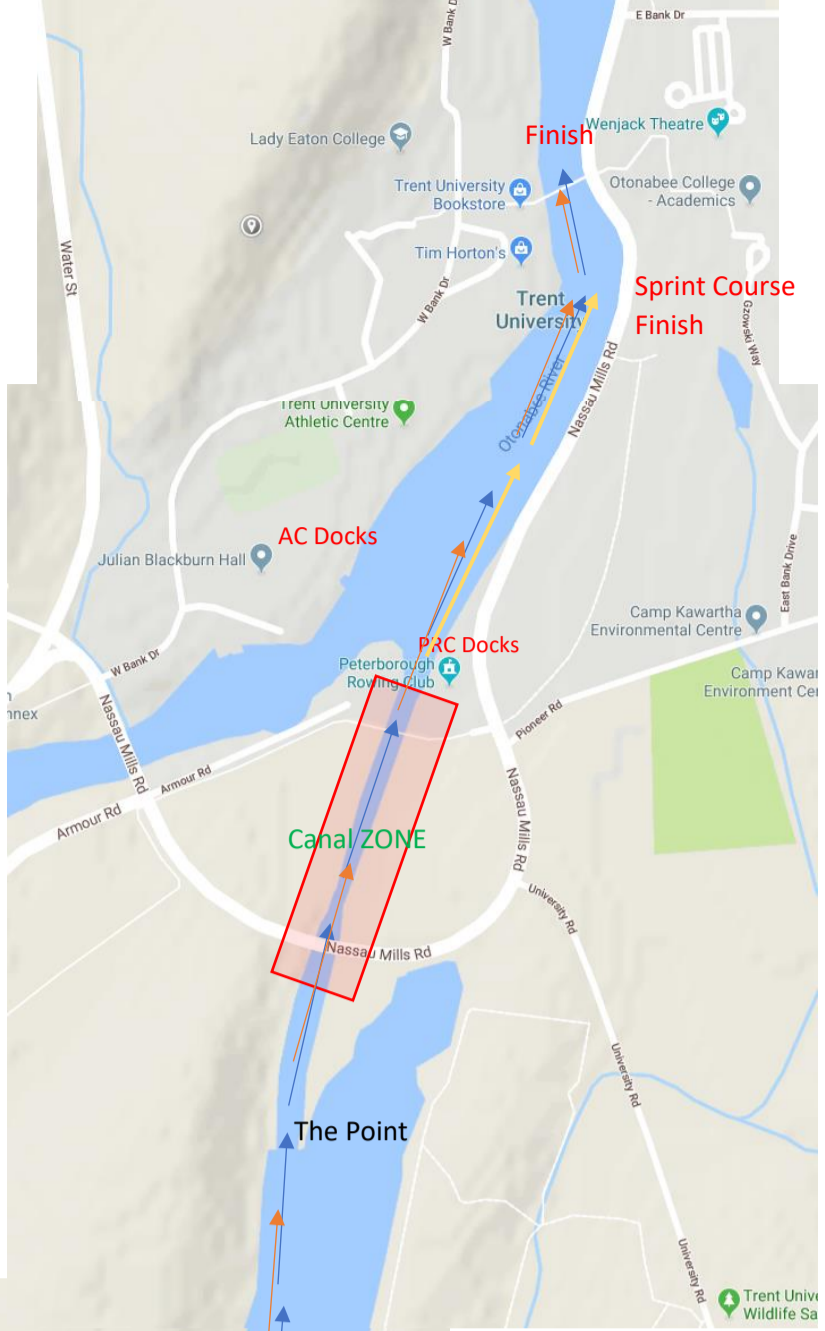 W Bank D
E Bank Dr
Lady Eaton College
Finish
Wenjack Theatre
Trent University
Bookstore
Otonabee College
- Academics
Water St
Tim Horton's
W Bank Dr
Trent
University
Sprint Course
Finish
Gzowski Way
Nassau Mills Rd
Otonabee River
Trent University
Athletic Centre
AC Docks
Julian Blackburn Hall
East Bank Drive
Camp Kawartha
Environmental Centre
PRC Docks
Peterborough
Rowing Club
W Bank Dr
Camp Kawar
Environment Cen
n
nnex
Nassau Mills Rd
Pioneer Rd
Armour Rd
Armour Rd
Nassau Mills Rd
Canal ZONE
University Rd
Nassau Mills Rd
University Rd
The Point
University Rd
Trent Unive
Wildlife Sa